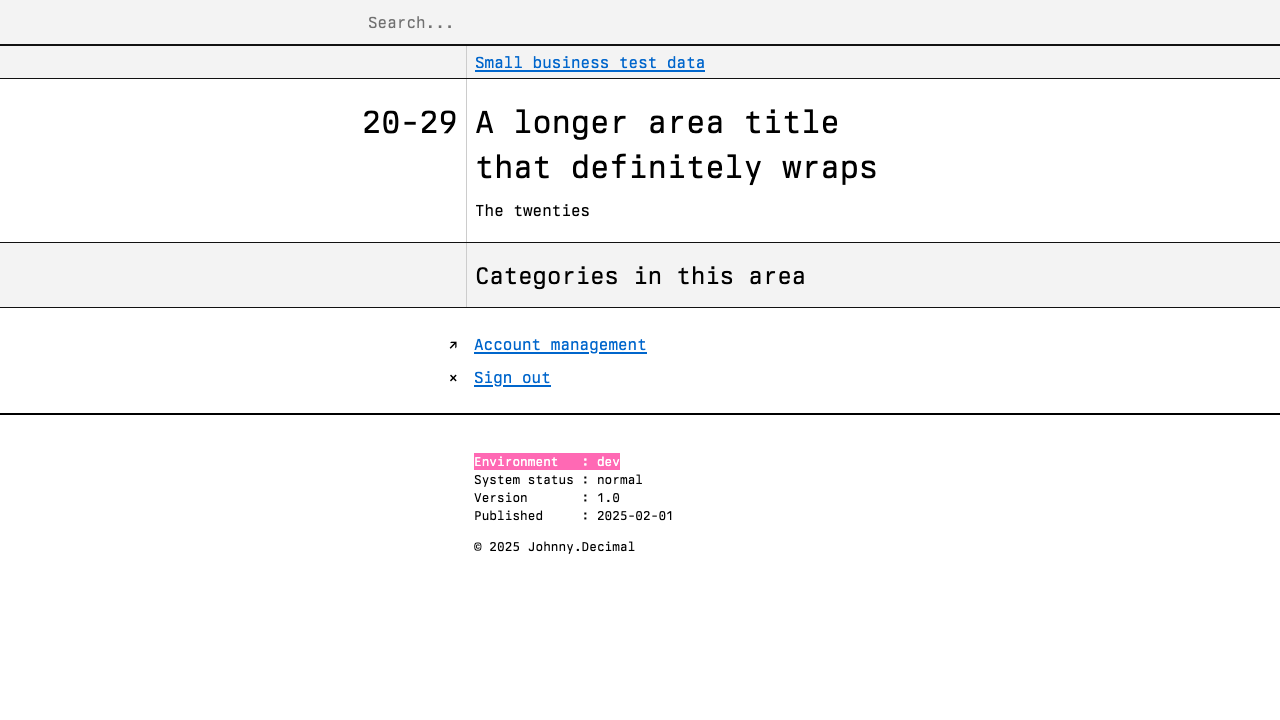 Search...
Small business test data
20-29 A longer area title
that definitely wraps
The twenties
Categories in this area
↗ Account management
× Sign out
Environment : dev
System status : normal
Version : 1.0
Published : 2025-02-01
© 2025 Johnny.Decimal